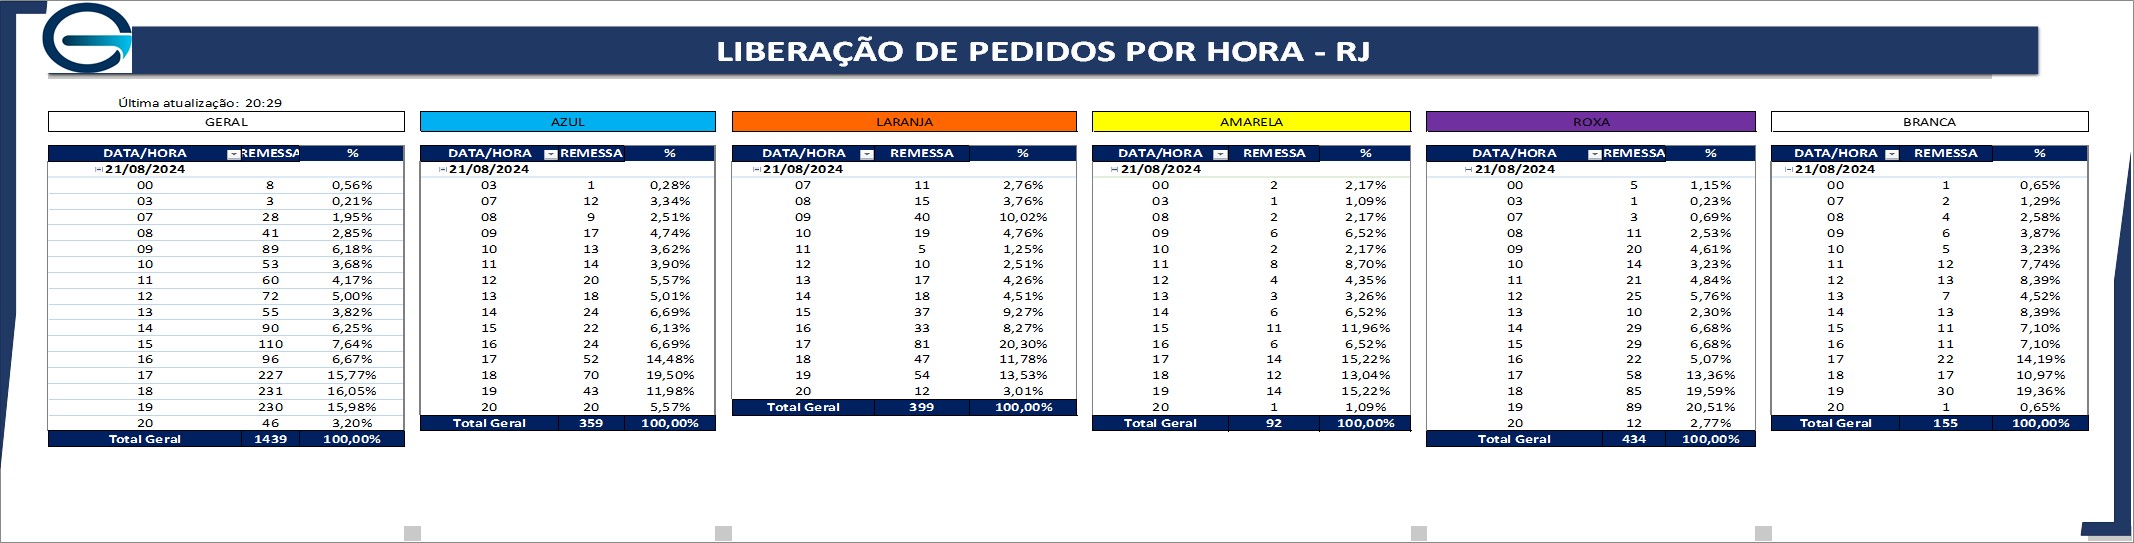 LIBERAÇÃO DE PEDIDOS POR HORA - RJ
Última atualização: 20:29
GERAL
DATA/HORA REMESSA %
21/08/2024
00 8 0,56%
03 3 0,21%
07 28 1,95%
08 41 2,85%
09 89 6,18%
10 53 3,68%
11 60 4,17%
12 72 5,00%
13 55 3,82%
14 90 6,25%
15 110 7,64%
16 96 6,67%
17 227 15,77%
18 231 16,05%
19 230 15,98%
20 46 3,20%
Total Geral 1439 100,00%
AZUL
DATA/HORA REMESSA %
21/08/2024
03 1 0,28%
07 12 3,34%
08 9 2,51%
09 17 4,74%
10 13 3,62%
11 14 3,90%
12 20 5,57%
13 18 5,01%
14 24 6,69%
15 22 6,13%
16 24 6,69%
17 52 14,48%
18 70 19,50%
19 43 11,98%
20 20 5,57%
Total Geral 359 100,00%
LARANJA
DATA/HORA REMESSA %
21/08/2024
07 11 2,76%
08 15 3,76%
09 40 10,02%
10 19 4,76%
11 5 1,25%
12 10 2,51%
13 17 4,26%
14 18 4,51%
15 37 9,27%
16 33 8,27%
17 81 20,30%
18 47 11,78%
19 54 13,53%
20 12 3,01%
Total Geral 399 100,00%
AMARELA
DATA/HORA REMESSA %
21/08/2024
00 2 2,17%
03 1 1,09%
08 2 2,17%
09 6 6,52%
10 2 2,17%
11 8 8,70%
12 4 4,35%
13 3 3,26%
14 6 6,52%
15 11 11,96%
16 6 6,52%
17 14 15,22%
18 12 13,04%
19 14 15,22%
20 1 1,09%
Total Geral 92 100,00%
ROXA
DATA/HORA REMESSA %
21/08/2024
00 5 1,15%
03 1 0,23%
07 3 0,69%
08 11 2,53%
09 20 4,61%
10 14 3,23%
11 21 4,84%
12 25 5,76%
13 10 2,30%
14 29 6,68%
15 29 6,68%
16 22 5,07%
17 58 13,36%
18 85 19,59%
19 89 20,51%
20 12 2,77%
Total Geral 434 100,00%
BRANCA
DATA/HORA REMESSA %
21/08/2024
00 1 0,65%
07 2 1,29%
08 4 2,58%
09 6 3,87%
10 5 3,23%
11 12 7,74%
12 13 8,39%
13 7 4,52%
14 13 8,39%
15 11 7,10%
16 11 7,10%
17 22 14,19%
18 17 10,97%
19 30 19,36%
20 1 0,65%
Total Geral 155 100,00%